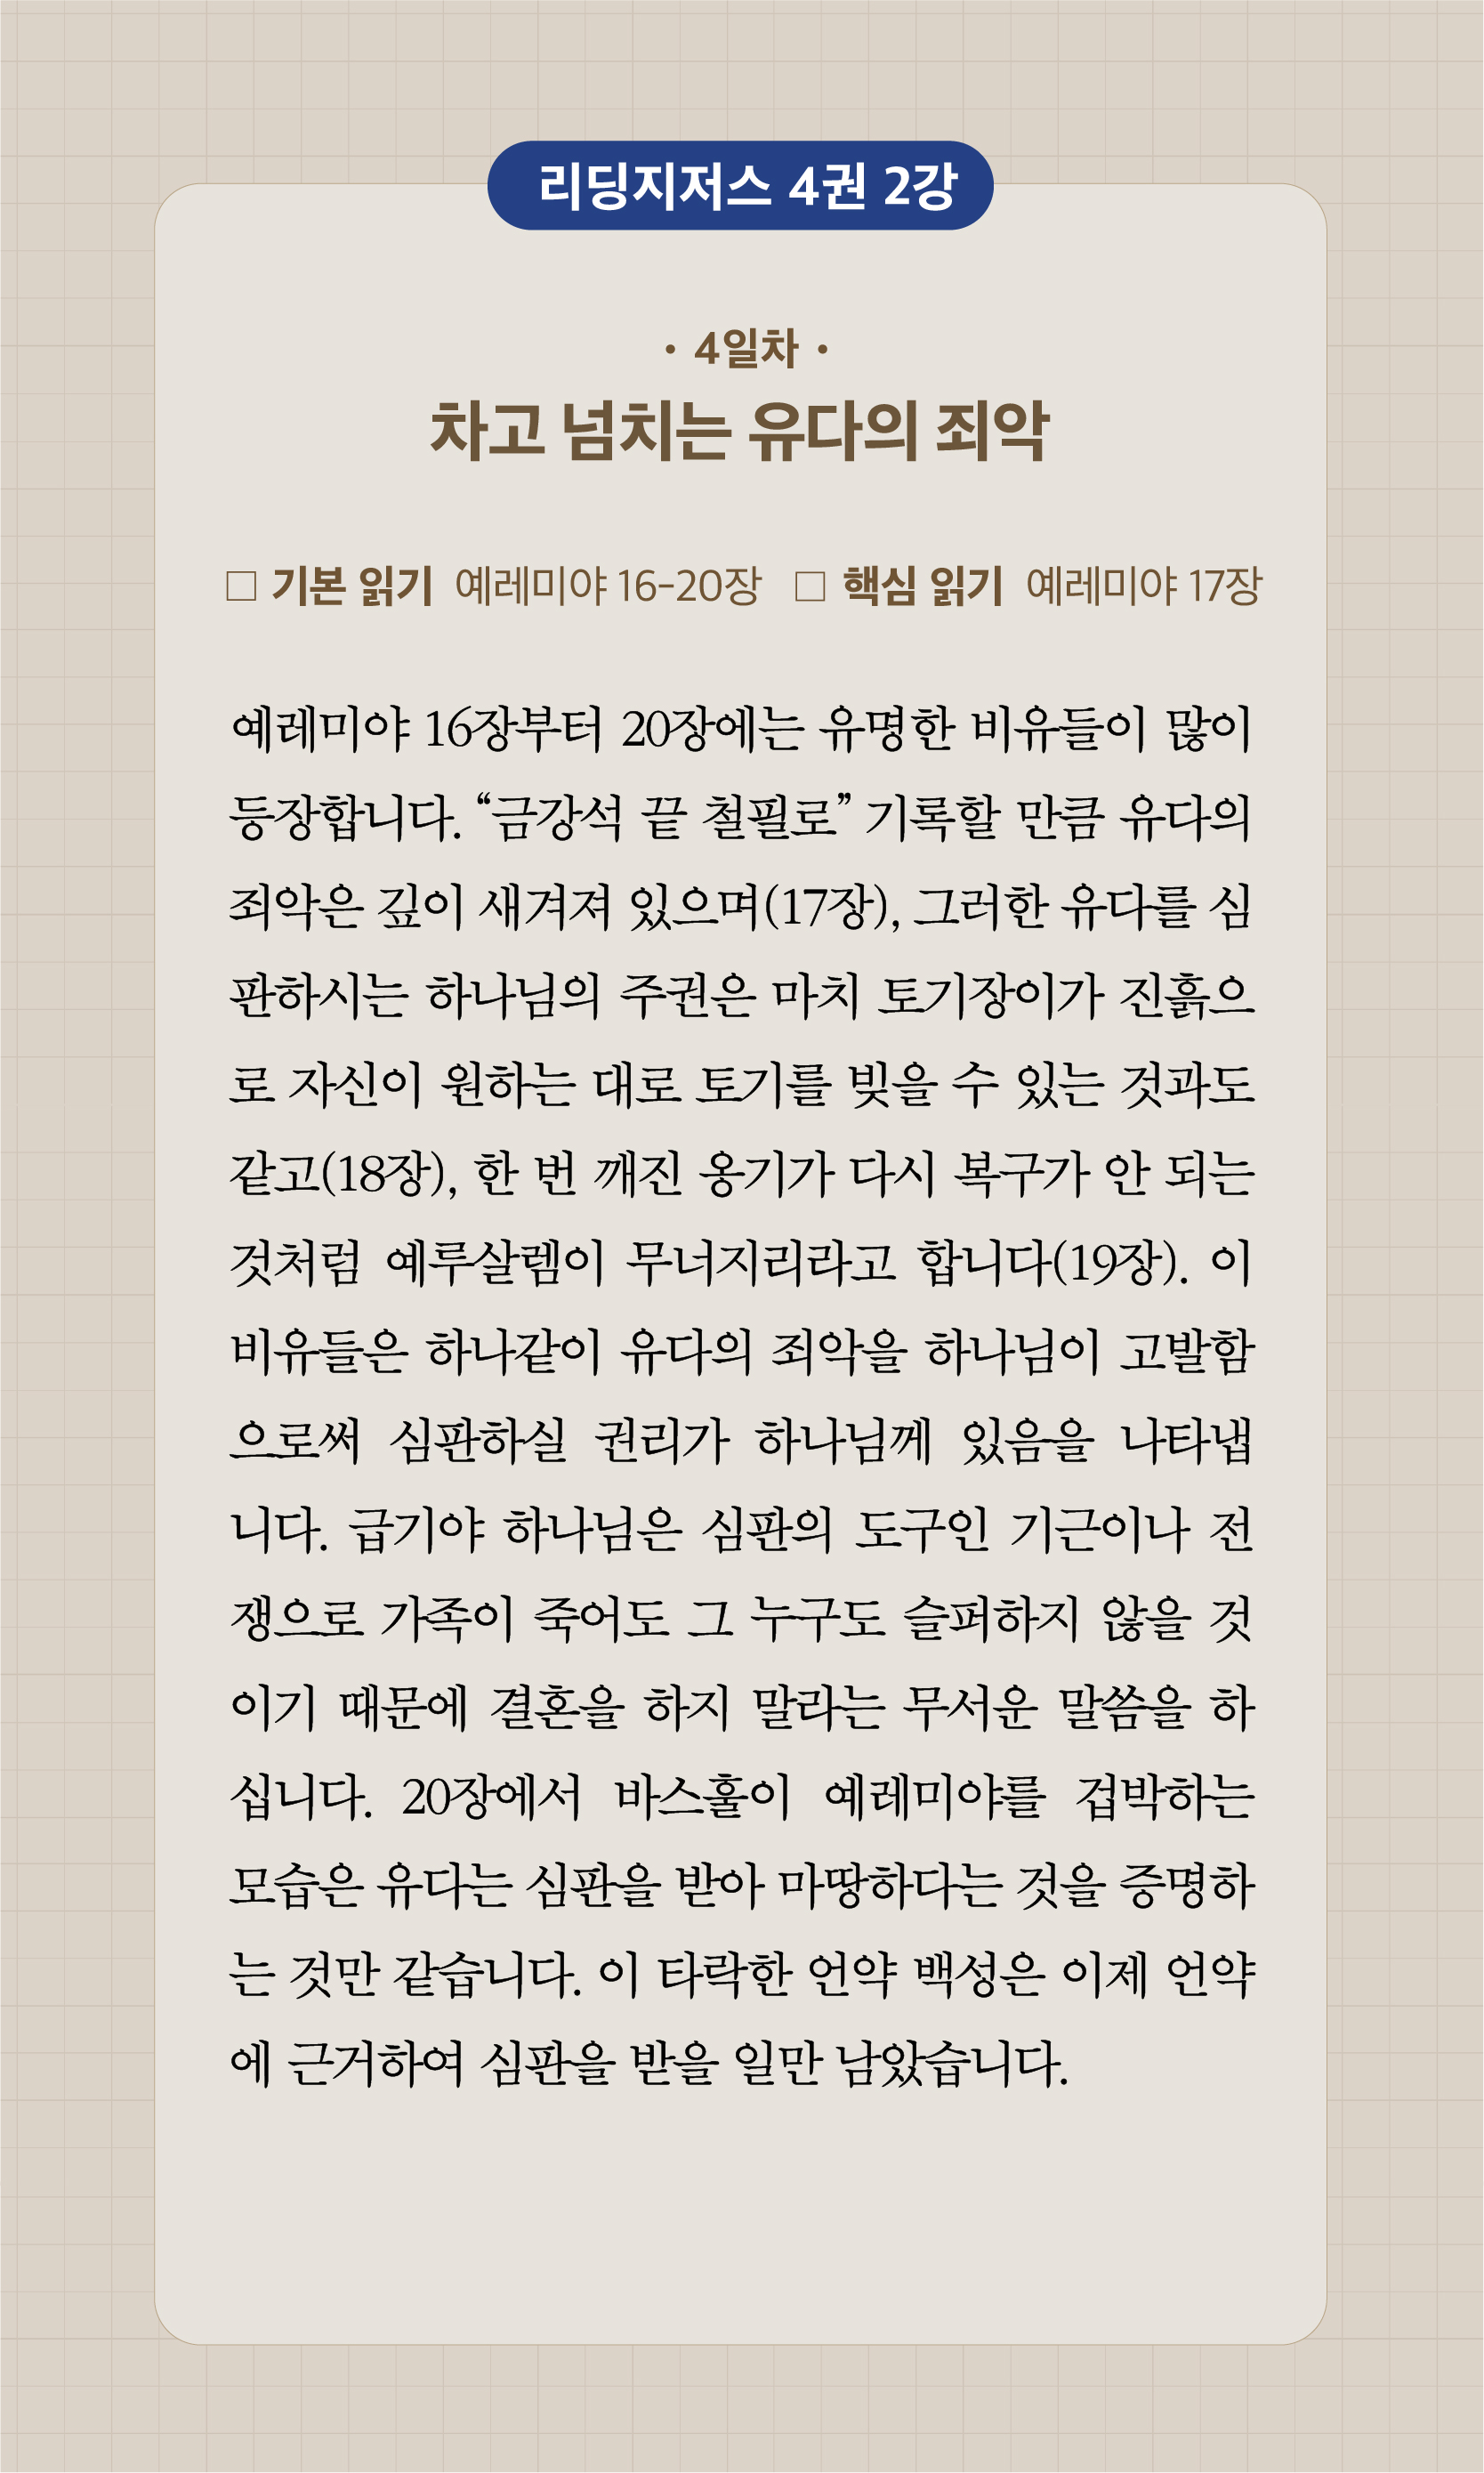 리딩지저스 4권 2강
· 4일차 ·
차고 넘치는 유다의 죄악
□ 기본 읽기 예레미야 16-20장 □ 핵심 읽기 예레미야 17장
예레미야 16장부터 20장에는 유명한 비유들이 많이
등장합니다. “금강석 끝 철필로” 기록할 만큼 유다의
죄악은 깊이 새겨져 있으며(17장), 그러한 유다를 심
판하시는 하나님의 주권은 마치 토기장이가 진흙으
로 자신이 원하는 대로 토기를 빚을 수 있는 것과도
같고(18장), 한 번 깨진 옹기가 다시 복구가 안 되는
것처럼 예루살렘이 무너지리라고 합니다(19장). 이
비유들은 하나같이 유다의 죄악을 하나님이 고발함
으로써 심판하실 권리가 하나님께 있음을 나타냅
니다. 급기야 하나님은 심판의 도구인 기근이나 전
쟁으로 가족이 죽어도 그 누구도 슬퍼하지 않을 것
이기 때문에 결혼을 하지 말라는 무서운 말씀을 하
십니다. 20장에서 바스훌이 예레미야를 겁박하는
모습은 유다는 심판을 받아 마땅하다는 것을 증명하
는 것만 같습니다. 이 타락한 언약 백성은 이제 언약
에 근거하여 심판을 받을 일만 남았습니다.